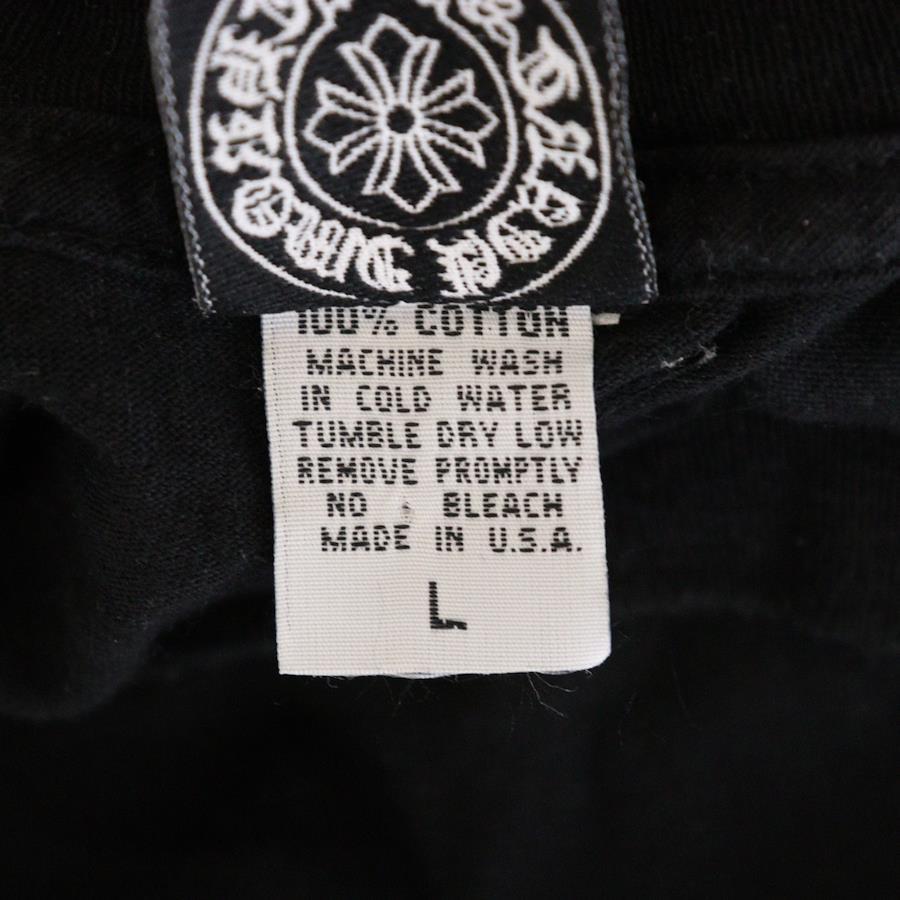 100% COTTON
MACHINE WASH
IN COLD WATER
TUMBLE DRY LOW
REMOVE PROMPTLY
NO BLEACH
MADE IN U.S.A.
L